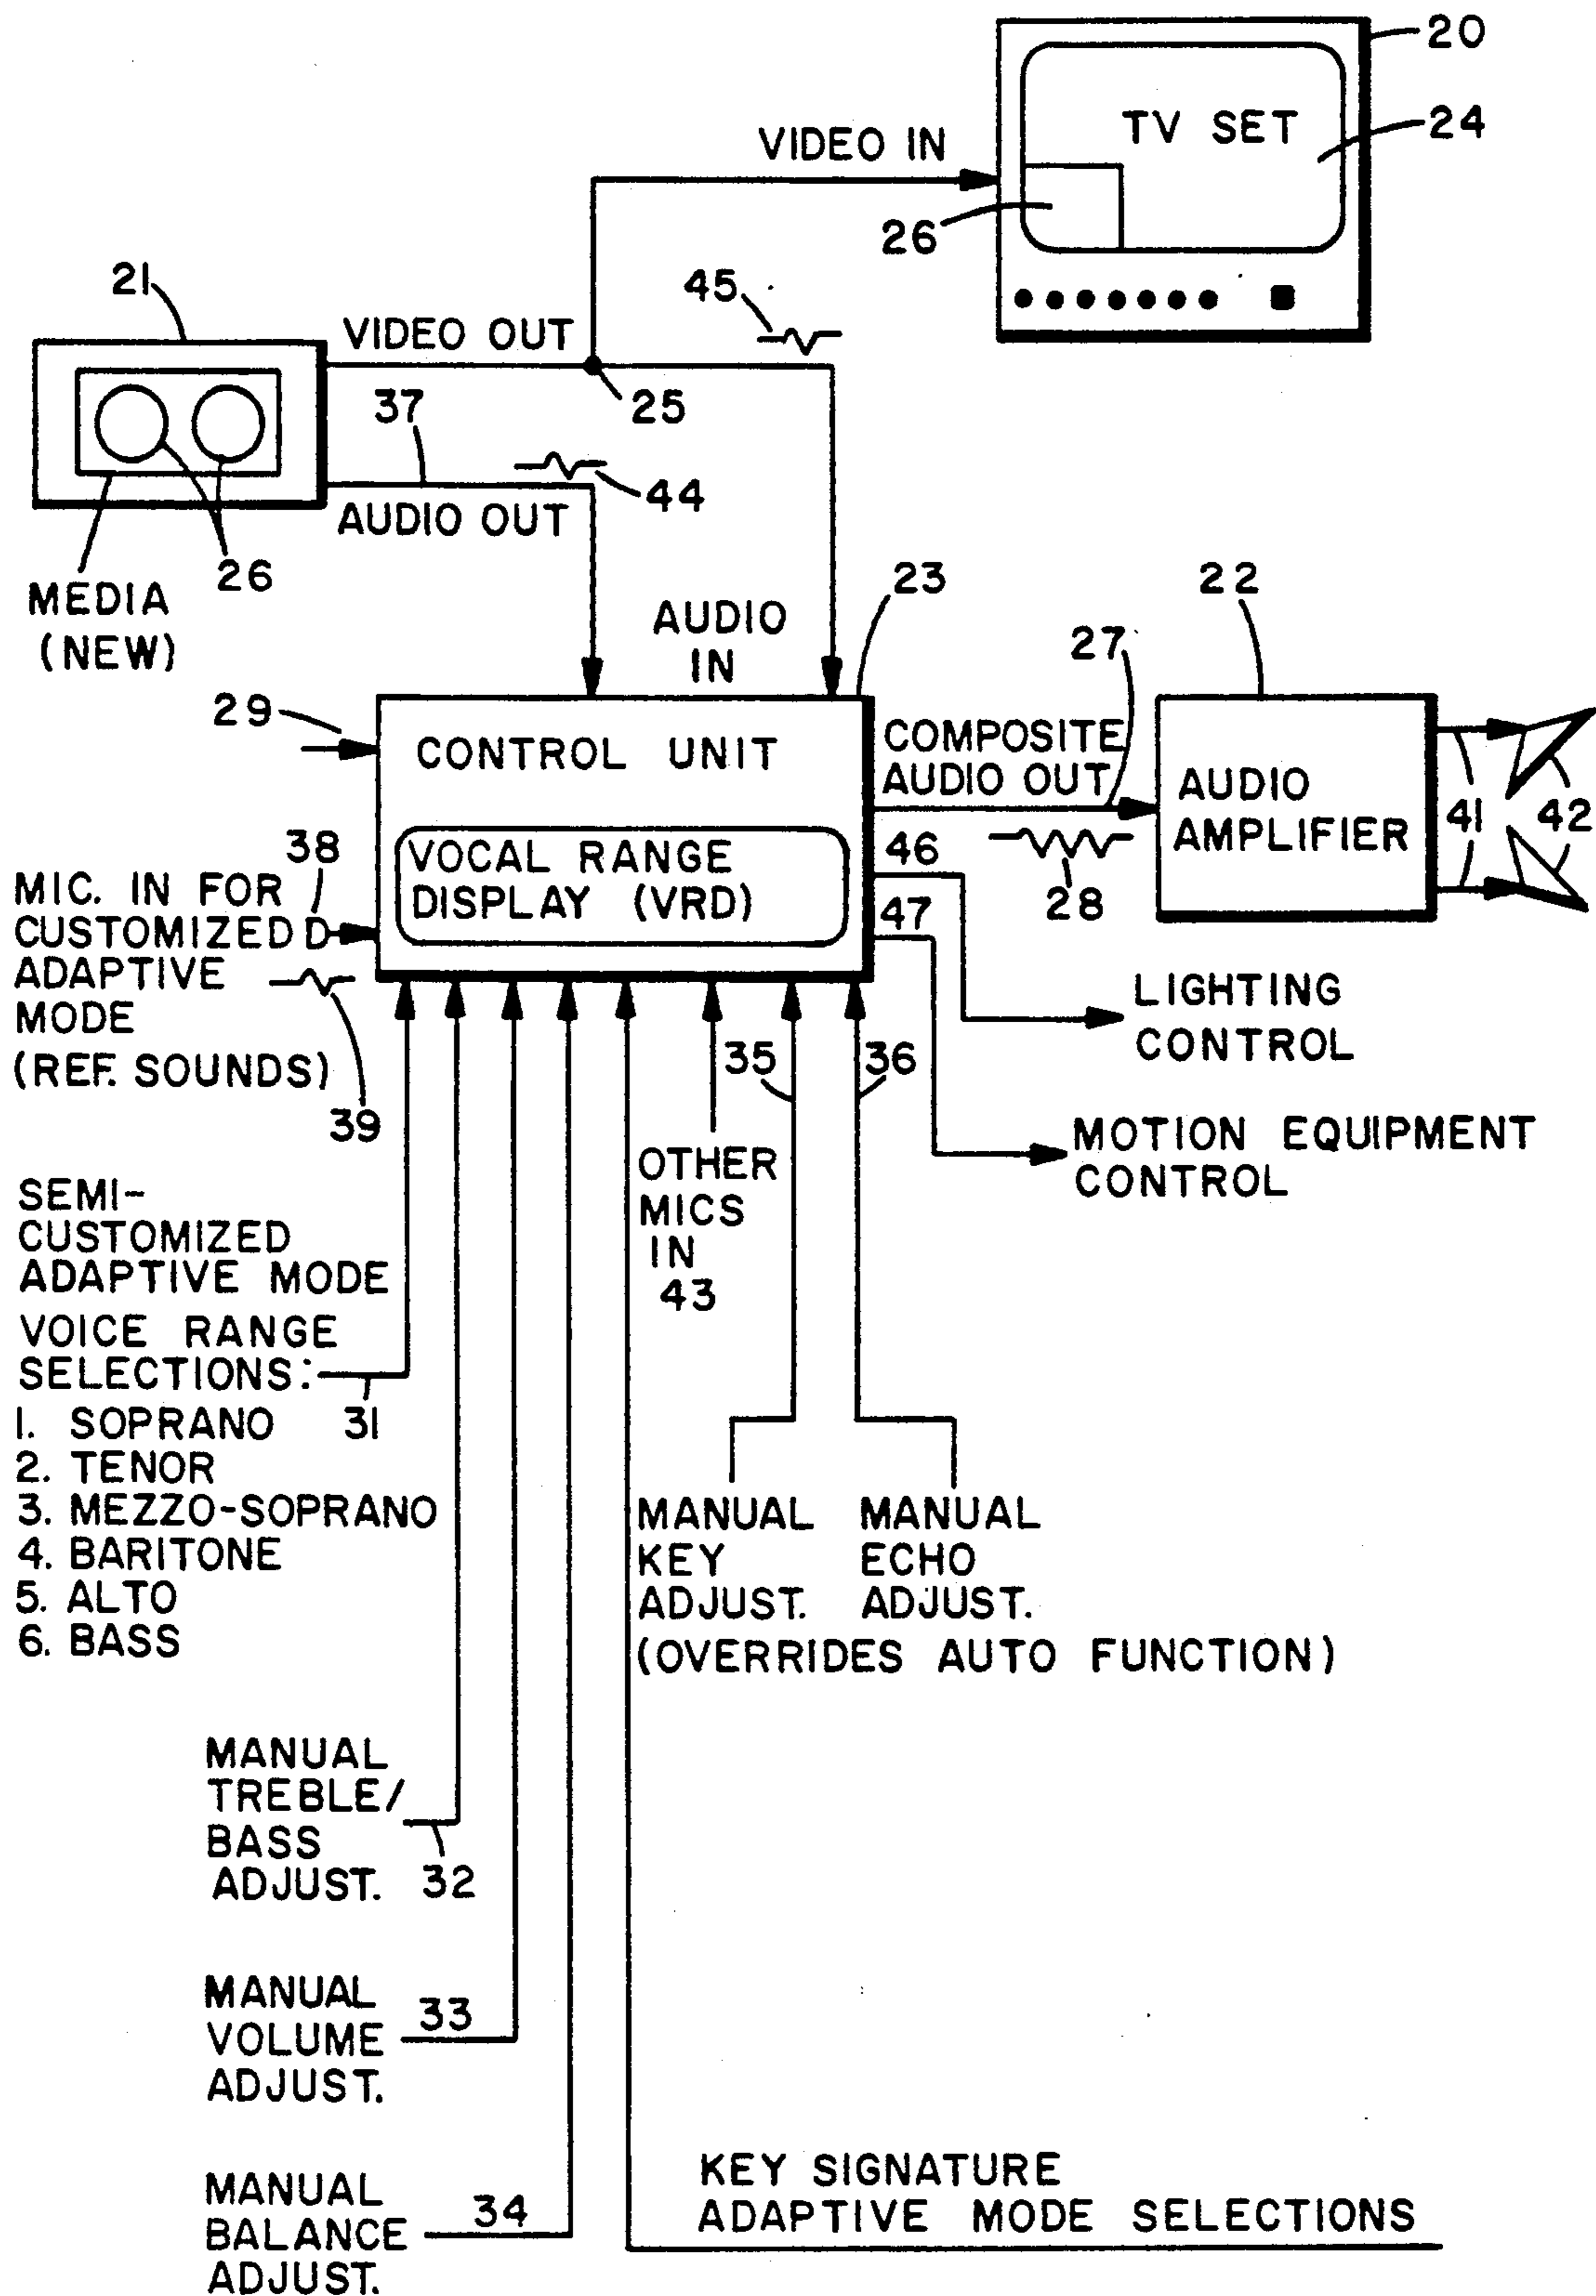 20
TV SET
24
VIDEO IN
26
45
21
VIDEO OUT
25
37
44
AUDIO OUT
26
MEDIA
(NEW)
23
22
AUDIO
IN
27
29
CONTROL UNIT
COMPOSITE
AUDIO OUT
AUDIO
AMPLIFIER
41
42
28
VOCAL RANGE
DISPLAY (VRD)
46
47
38
MIC. IN FOR
CUSTOMIZED
ADAPTIVE
MODE
(REF. SOUNDS)
39
LIGHTING
CONTROL
35
36
MOTION EQUIPMENT
CONTROL
OTHER
MICS
IN
43
SEMI-
CUSTOMIZED
ADAPTIVE MODE
VOICE RANGE
SELECTIONS:
31
1. SOPRANO
2. TENOR
3. MEZZO-SOPRANO
4. BARITONE
5. ALTO
6. BASS
MANUAL
KEY
ADJUST.
MANUAL
ECHO
ADJUST.
(OVERRIDES AUTO FUNCTION)
MANUAL
TREBLE/
BASS
ADJUST.
32
MANUAL
VOLUME
ADJUST.
33
MANUAL
BALANCE
ADJUST.
34
KEY SIGNATURE
ADAPTIVE MODE SELECTIONS